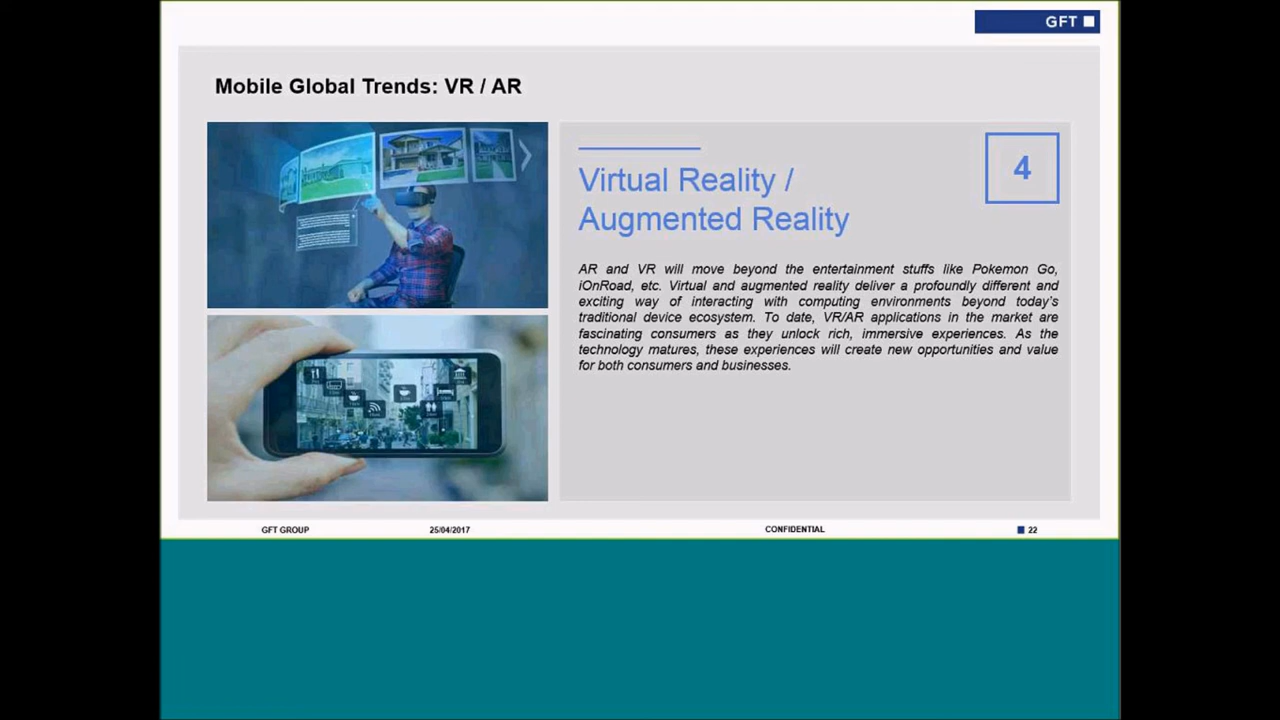 GFT
Mobile Global Trends: VR / AR
4
Virtual Reality /
Augmented Reality
AR and VR will move beyond the entertainment stuffs like Pokemon Go,
iOnRoad, etc. Virtual and augmented reality deliver a profoundly different and
exciting way of interacting with computing environments beyond today's
traditional device ecosystem. To date, VR/AR applications in the market are
fascinating consumers as they unlock rich, immersive experiences. As the
technology matures, these experiences will create new opportunities and value
for both consumers and businesses.
GFT GROUP
25/04/2017
CONFIDENTIAL
22